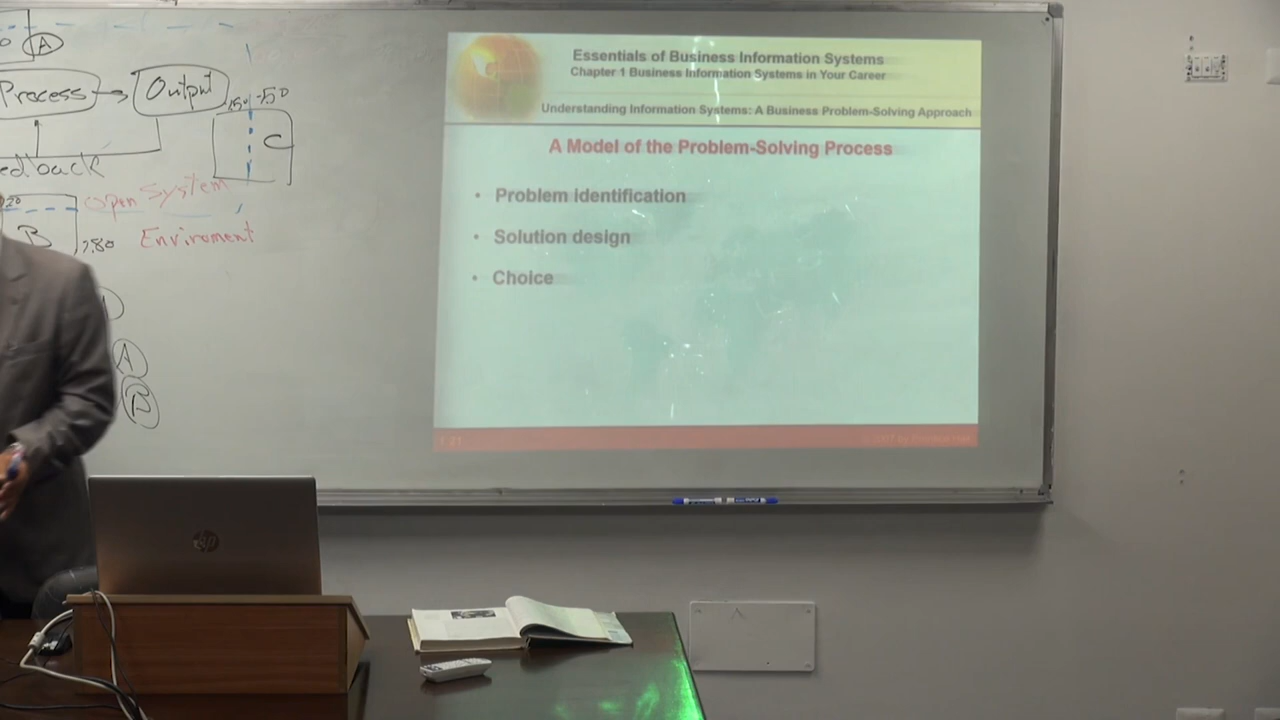 A
Process → Output
edback
open System
Enviroment
B
,80
C
A
B
Essentials of Business Information Systems
Chapter 1 Business Information Systems in Your Career
Understanding Information Systems: A Business Problem-Solving Approach
A Model of the Problem-Solving Process
• Problem identification
• Solution design
• Choice
hp